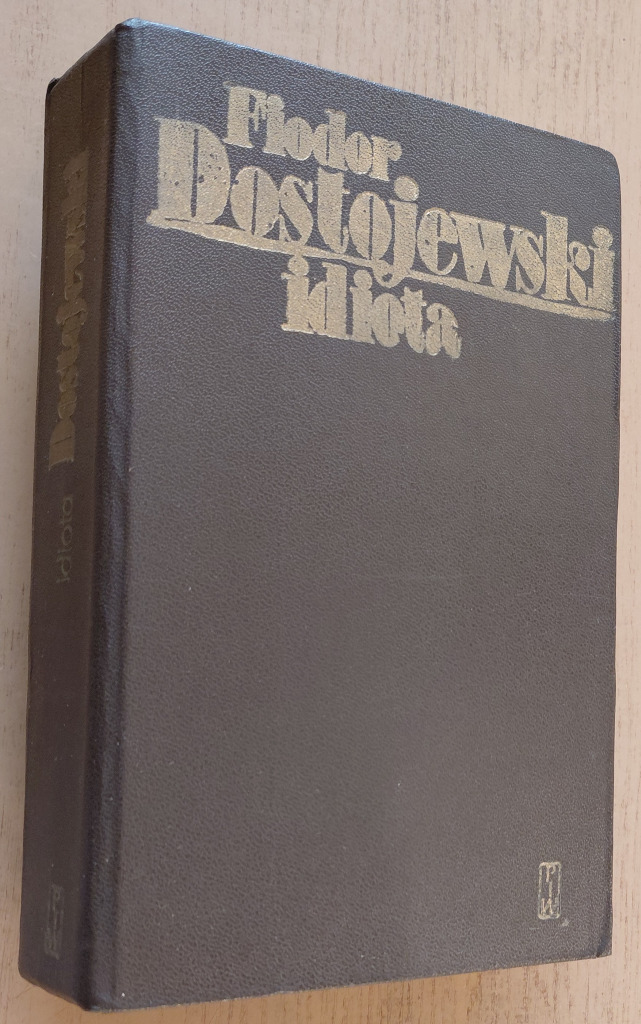 Fiodor
Dostojewski
idiota
Dostojewski
idiota
P
I
W